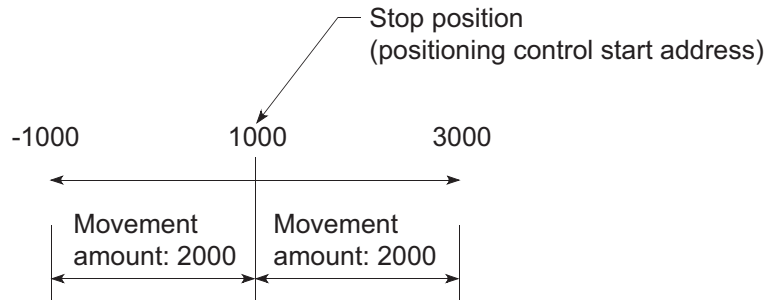 Stop position
(positioning control start address)
-1000 1000 3000
Movement Movement
amount: 2000 amount: 2000